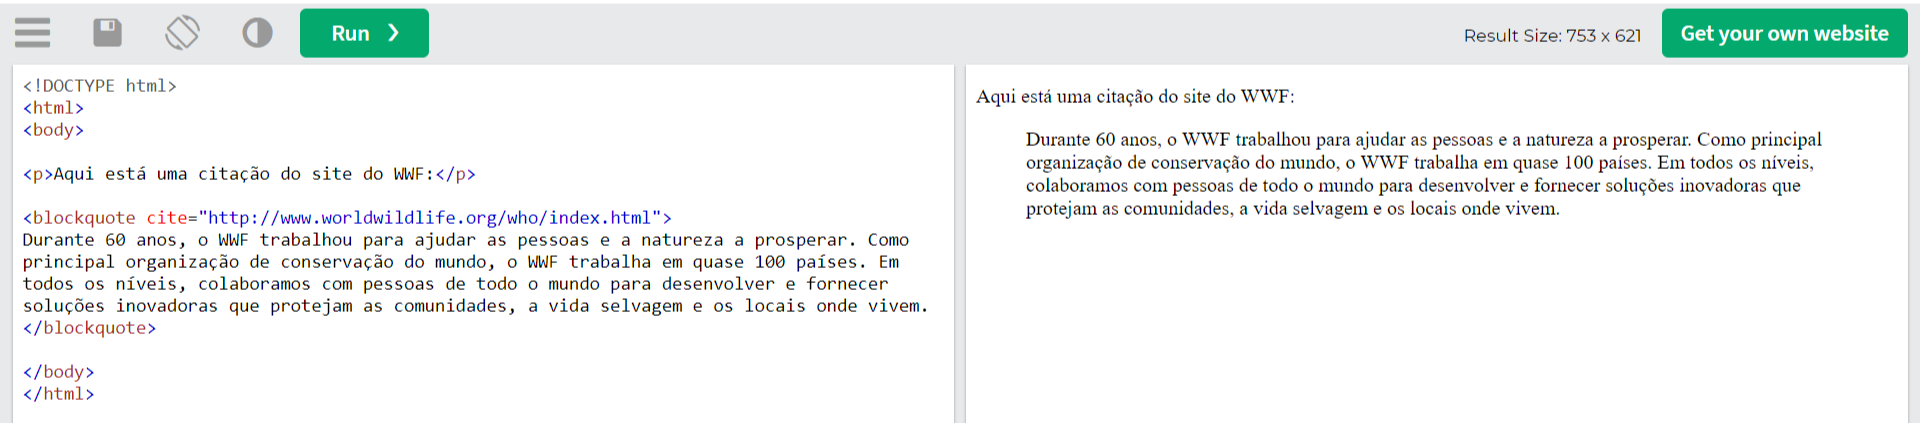 Run ❯
Result Size: 753 x 621
Get your own website
<!DOCTYPE html>
<html>
<body>
<p>Aqui está uma citação do site do WWF:</p>
<blockquote cite="http://www.worldwildlife.org/who/index.html">
Durante 60 anos, o WWF trabalhou para ajudar as pessoas e a natureza a prosperar. Como
principal organização de conservação do mundo, o WWF trabalha em quase 100 países. Em
todos os níveis, colaboramos com pessoas de todo o mundo para desenvolver e fornecer
soluções inovadoras que protejam as comunidades, a vida selvagem e os locais onde vivem.
</blockquote>
</body>
</html>
Aqui está uma citação do site do WWF:
Durante 60 anos, o WWF trabalhou para ajudar as pessoas e a natureza a prosperar. Como principal
organização de conservação do mundo, o WWF trabalha em quase 100 países. Em todos os níveis,
colaboramos com pessoas de todo o mundo para desenvolver e fornecer soluções inovadoras que
protejam as comunidades, a vida selvagem e os locais onde vivem.